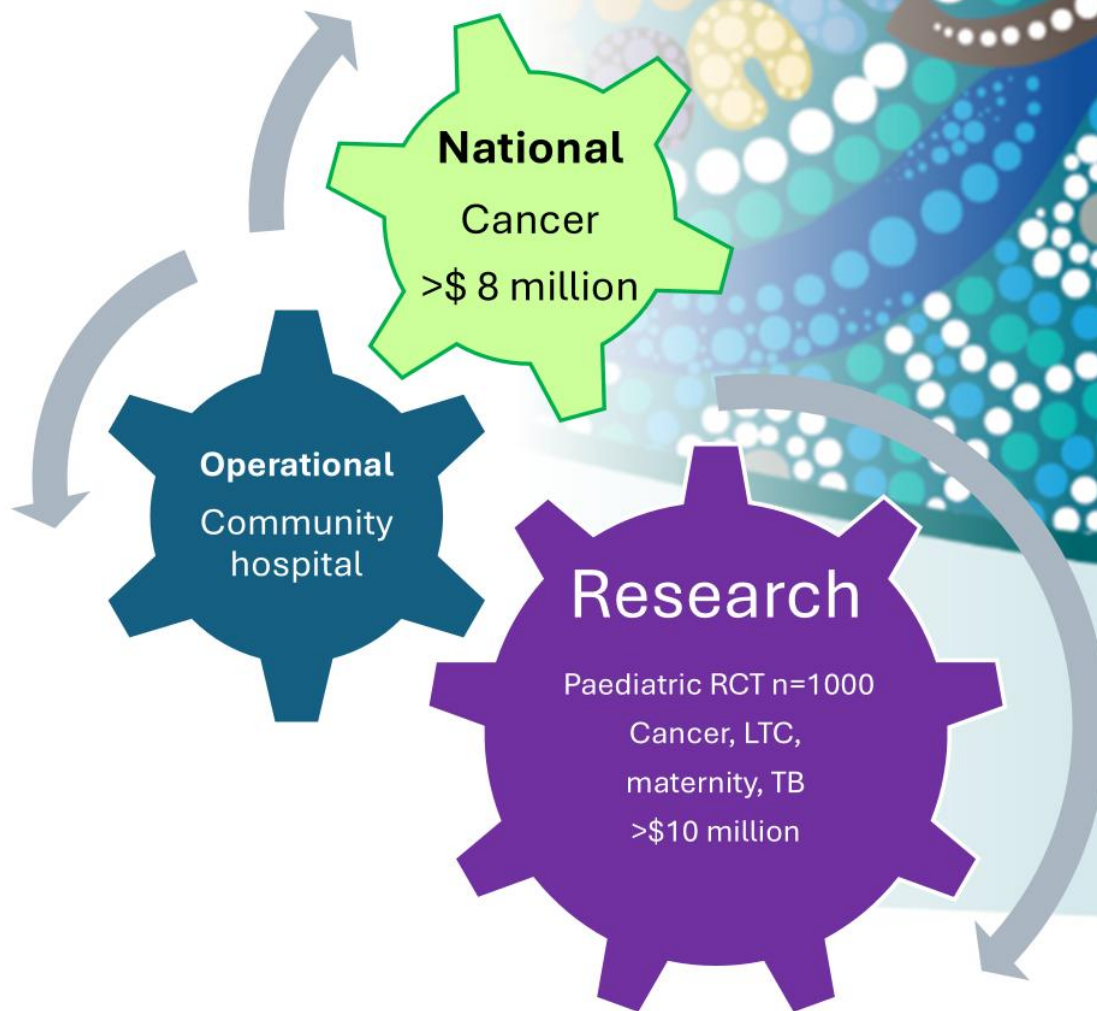 National
Cancer
>$ 8 million
Operational
Community
hospital
Research
Paediatric RCT n=1000
Cancer, LTC,
maternity, TB
>$10 million